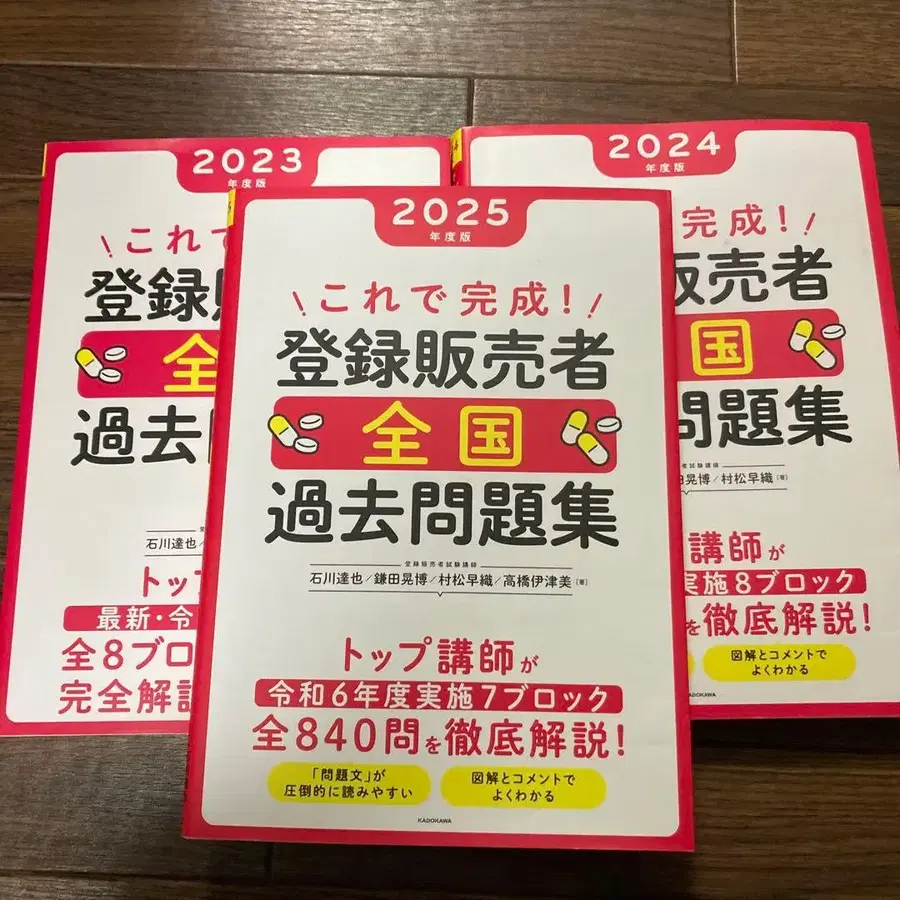 2023
年度版
\これで
登録販
全
過去問
石川達也/
トップ
最新・令
全8ブロ
完全解説
2024
年度版
完成!/
販売者
国
問題集
者試験講師
田晃博/村松早織[著]
講師が
実施8ブロック
を徹底解説!
図解とコメントで
よくわかる
KADOKAWA
2025
年度版
\これで完成!/
登録販売者
全国
過去問題集
登録販売者試験講師
石川達也/鎌田晃博/村松早織/高橋伊津美[著]
トップ講師が
令和6年度実施7ブロック
全840問を徹底解説!
「問題文」が
圧倒的に読みやすい
図解とコメントで
よくわかる
KADOKAWA